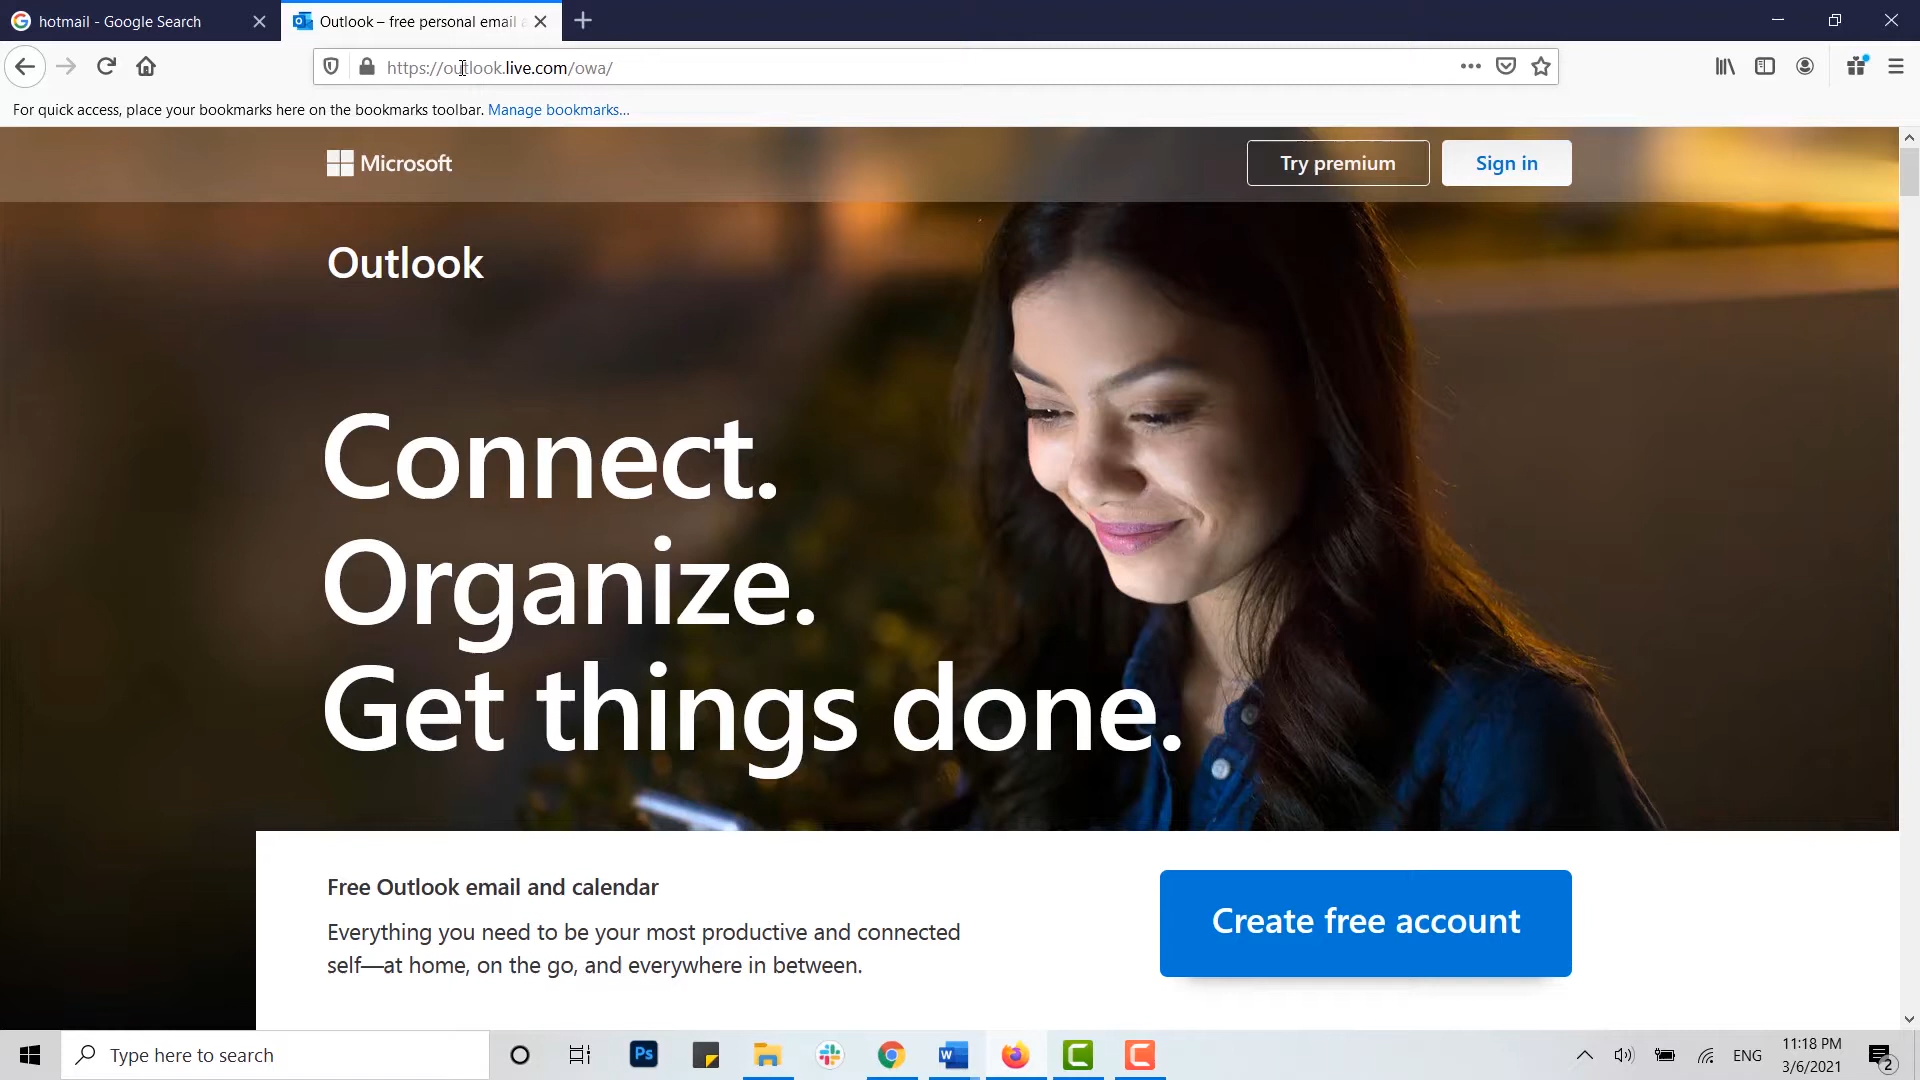 hotmail - Google Search
Outlook – free personal email a
https://outlook.live.com/owa/
For quick access, place your bookmarks here on the bookmarks toolbar. Manage bookmarks...
Microsoft
Try premium
Sign in
Outlook
Connect.
Organize.
Get things done.
Free Outlook email and calendar
Everything you need to be your most productive and connected
self—at home, on the go, and everywhere in between.
Create free account
Type here to search
Ps
W
ENG
11:18 PM
3/6/2021
2